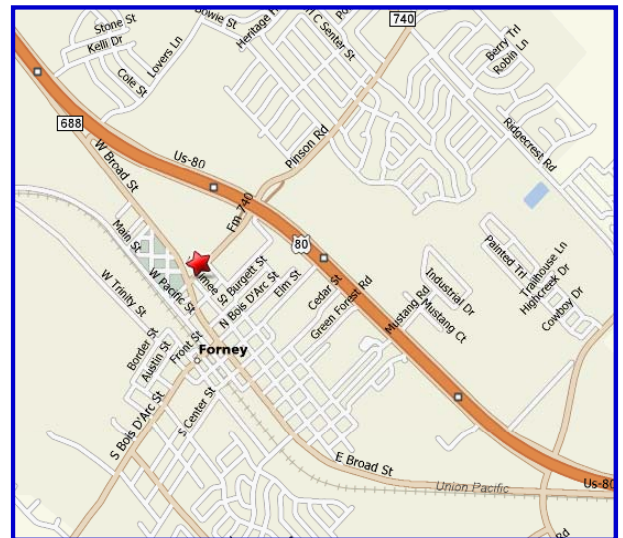 Stone St
Bowie St
Heritage
C Senter St
740
Kelli Dr
Lovers Ln
Berry Trl
Robin Ln
Cole St
688
Pinson Rd
Ridgecrest Rd
W Broad St
Us-80
Fm-740
Main St
80
Painted Trl
Trailhouse Ln
Highcreek Dr
Cowboy Dr
W Pacific St
S Burgett St
N Bois D'Arc St
Elm St
Cedar St
Green Forest Rd
Industrial Dr
Mustang Rd
Mustang Ct
W Trinity St
Border St
Austin St
Front St
Forney
S Center St
S Bois D'Arc St
E Broad St
Union Pacific
Us-80
Rd